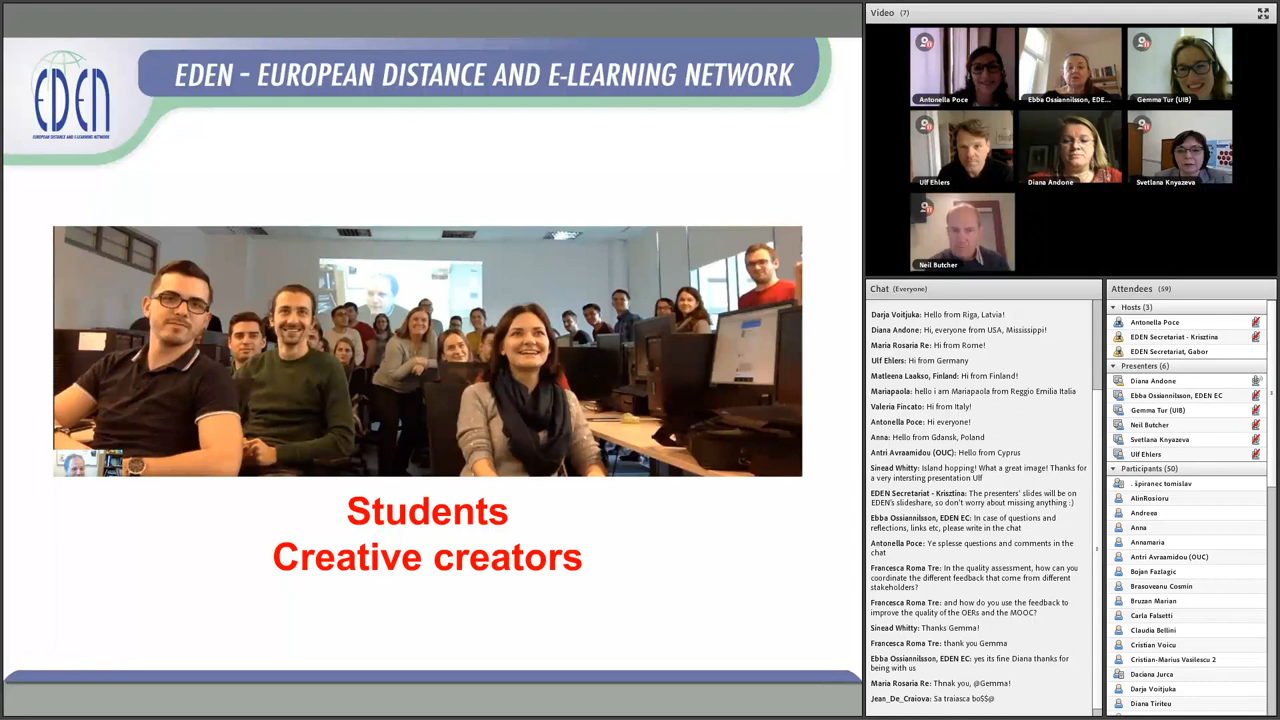 EDEN - EUROPEAN DISTANCE AND E-LEARNING NETWORK
EDEN
EUROPEAN DISTANCE AND E-LEARNING NETWORK
Students
Creative creators
Video (7)
Antonella Poce
Ebba Ossiannilsson, EDE...
Gemma Tur (UIB)
Ulf Ehlers
Diana Andone
Svetlana Knyazeva
Neil Butcher
Chat (Everyone)
Darja Voitjuka: Hello from Riga, Latvia!
Diana Andone: Hi, everyone from USA, Mississippi!
Maria Rosaria Re: Hi from Rome!
Ulf Ehlers: Hi from Germany
Matleena Laakso, Finland: Hi from Finland!
Mariapaola: hello i am Mariapaola from Reggio Emilia Italia
Valeria Fincato: Hi from Italy!
Antonella Poce: Hi everyone!
Anna: Hello from Gdansk, Poland
Antri Avraamidou (OUC): Hello from Cyprus
Sinead Whitty: Island hopping! What a great image! Thanks for
a very intersting presentation Ulf
EDEN Secretariat - Krisztina: The presenters' slides will be on
EDEN's slideshare, so don't worry about missing anything :)
Ebba Ossiannilsson, EDEN EC: In case of questions and
reflections, links etc, please write in the chat
Antonella Poce: Ye splesse questions and comments in the
chat
Francesca Roma Tre: In the quality assessment, how can you
coordinate the different feedback that come from different
stakeholders?
Francesca Roma Tre: and how do you use the feedback to
improve the quality of the OERs and the MOOC?
Sinead Whitty: Thanks Gemma!
Francesca Roma Tre: thank you Gemma
Ebba Ossiannilsson, EDEN EC: yes its fine Diana thanks for
being with us
Maria Rosaria Re: Thnak you, @Gemma!
Jean_De_Craiova: Sa traiasca bo$$@
Attendees (59)
Hosts (3)
Antonella Poce
EDEN Secretariat - Krisztina
EDEN Secretariat, Gabor
Presenters (6)
Diana Andone
Ebba Ossiannilsson, EDEN EC
Gemma Tur (UIB)
Neil Butcher
Svetlana Knyazeva
Ulf Ehlers
Participants (50)
. špiranec tomislav
AlinRosioru
Andreea
Anna
Annamaria
Antri Avraamidou (OUC)
Bojan Fazlagic
Brasoveanu Cosmin
Bruzan Marian
Carla Falsetti
Claudia Bellini
Cristian Voicu
Cristian-Marius Vasilescu 2
Daciana Jurca
Darja Voitjuka
Diana Tiriteu